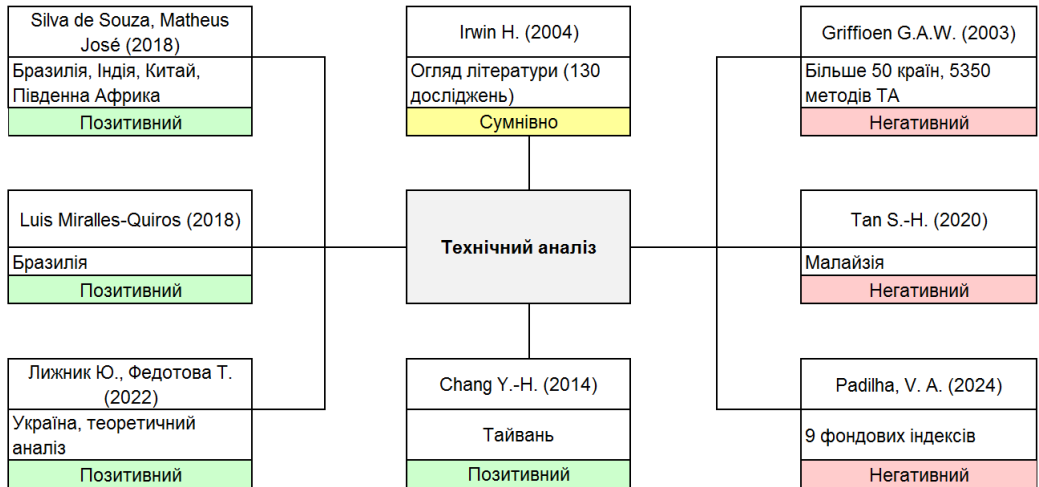 Silva de Souza, Matheus
José (2018)
Бразилія, Індія, Китай,
Південна Африка
Позитивний
Irwin H. (2004)
Огляд літератури (130
досліджень)
Сумнівно
Griffioen G.A.W. (2003)
Більше 50 країн, 5350
методів ТА
Негативний
Luis Miralles-Quiros (2018)
Бразилія
Позитивний
Технічний аналіз
Tan S.-H. (2020)
Малайзія
Негативний
Лижник Ю., Федотова Т.
(2022)
Україна, теоретичний
аналіз
Позитивний
Chang Y.-H. (2014)
Тайвань
Позитивний
Padilha, V. A. (2024)
9 фондових індексів
Негативний